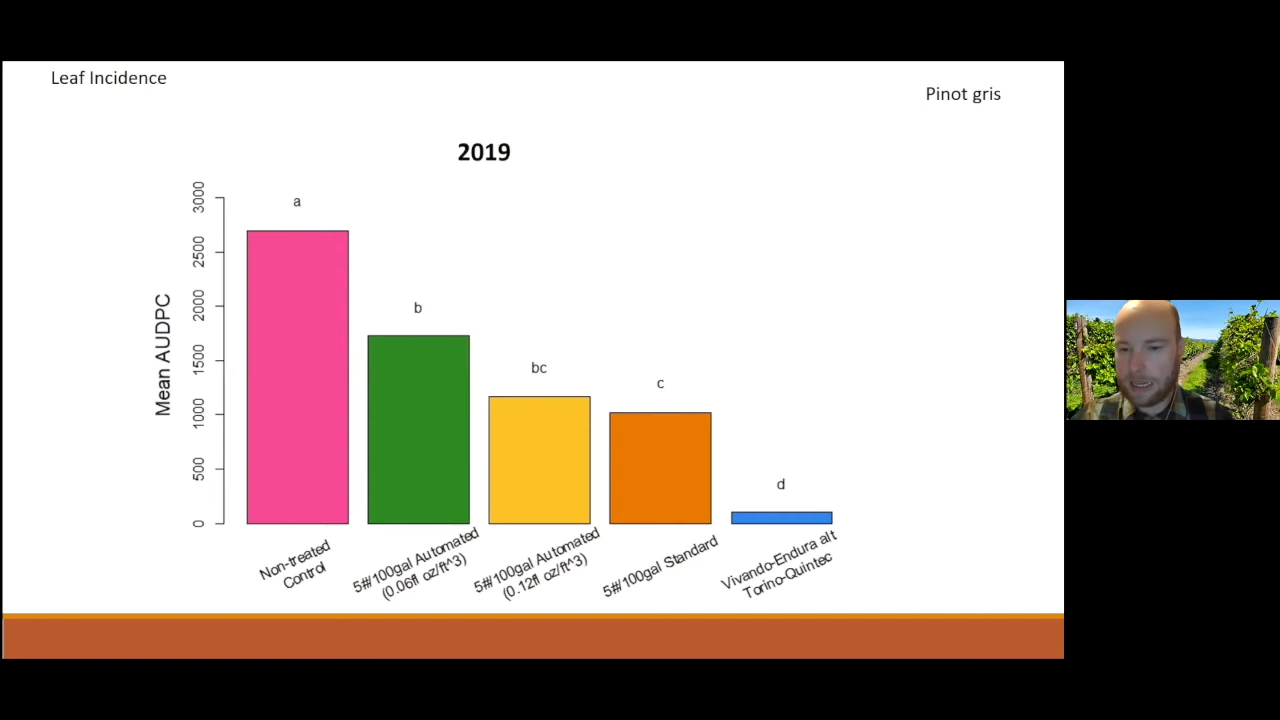 Leaf Incidence
Pinot gris
2019
Mean AUDPC
3000
2500
2000
1500
1000
500
0
a
b
bc
c
d
Non-treated
Control
5#/100gal Automated
(0.06fl oz/ft^3)
5#/100gal Automated
(0.12fl oz/ft^3)
5#/100gal Standard
Vivando-Endura alt
Torino-Quintec